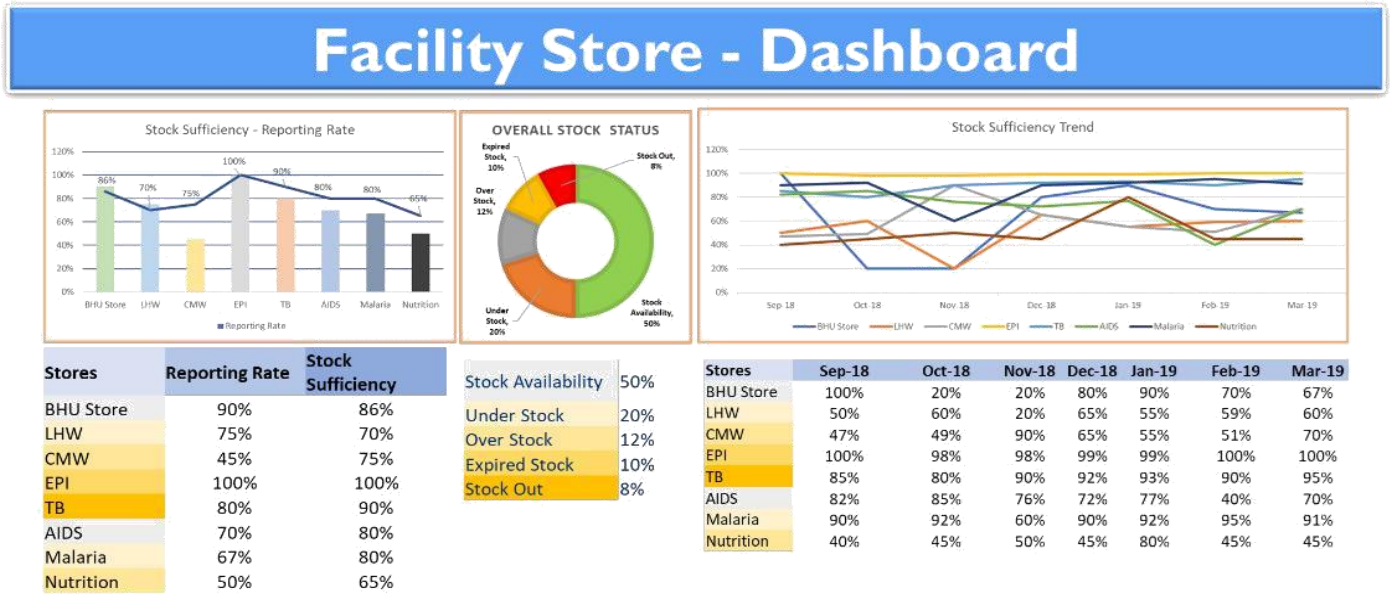 Facility Store - Dashboard
Stock Sufficiency - Reporting Rate
120%
100%
80%
60%
40%
20%
0%
86%
70%
75%
100%
90%
80%
80%
65%
BHU Store LHW CMW EPI TB AIDS Malaria Nutrition
Reporting Rate
OVERALL STOCK STATUS
Expired
Stock,
10%
Stock Out,
8%
Over
Stock,
12%
Under
Stock,
20%
Stock
Availability,
50%
Stock Sufficiency Trend
120%
100%
80%
60%
40%
20%
0%
Sep-18 Oct-18 Nov-18 Dec-18 Jan-19 Feb-19 Mar-19
BHU Store LHW CMW EPI TB AIDS Malaria Nutrition
Stores Reporting Rate Stock Sufficiency
BHU Store 90% 86%
LHW 75% 70%
CMW 45% 75%
EPI 100% 100%
TB 80% 90%
AIDS 70% 80%
Malaria 67% 80%
Nutrition 50% 65%
Stock Availability 50%
Under Stock 20%
Over Stock 12%
Expired Stock 10%
Stock Out 8%
Stores Sep-18 Oct-18 Nov-18 Dec-18 Jan-19 Feb-19 Mar-19
BHU Store 100% 20% 20% 80% 90% 70% 67%
LHW 50% 60% 20% 65% 55% 59% 60%
CMW 47% 49% 90% 65% 55% 51% 70%
EPI 100% 98% 98% 99% 99% 100% 100%
TB 85% 80% 90% 92% 93% 90% 95%
AIDS 82% 85% 76% 72% 77% 40% 70%
Malaria 90% 92% 60% 90% 92% 95% 91%
Nutrition 40% 45% 50% 45% 80% 45% 45%